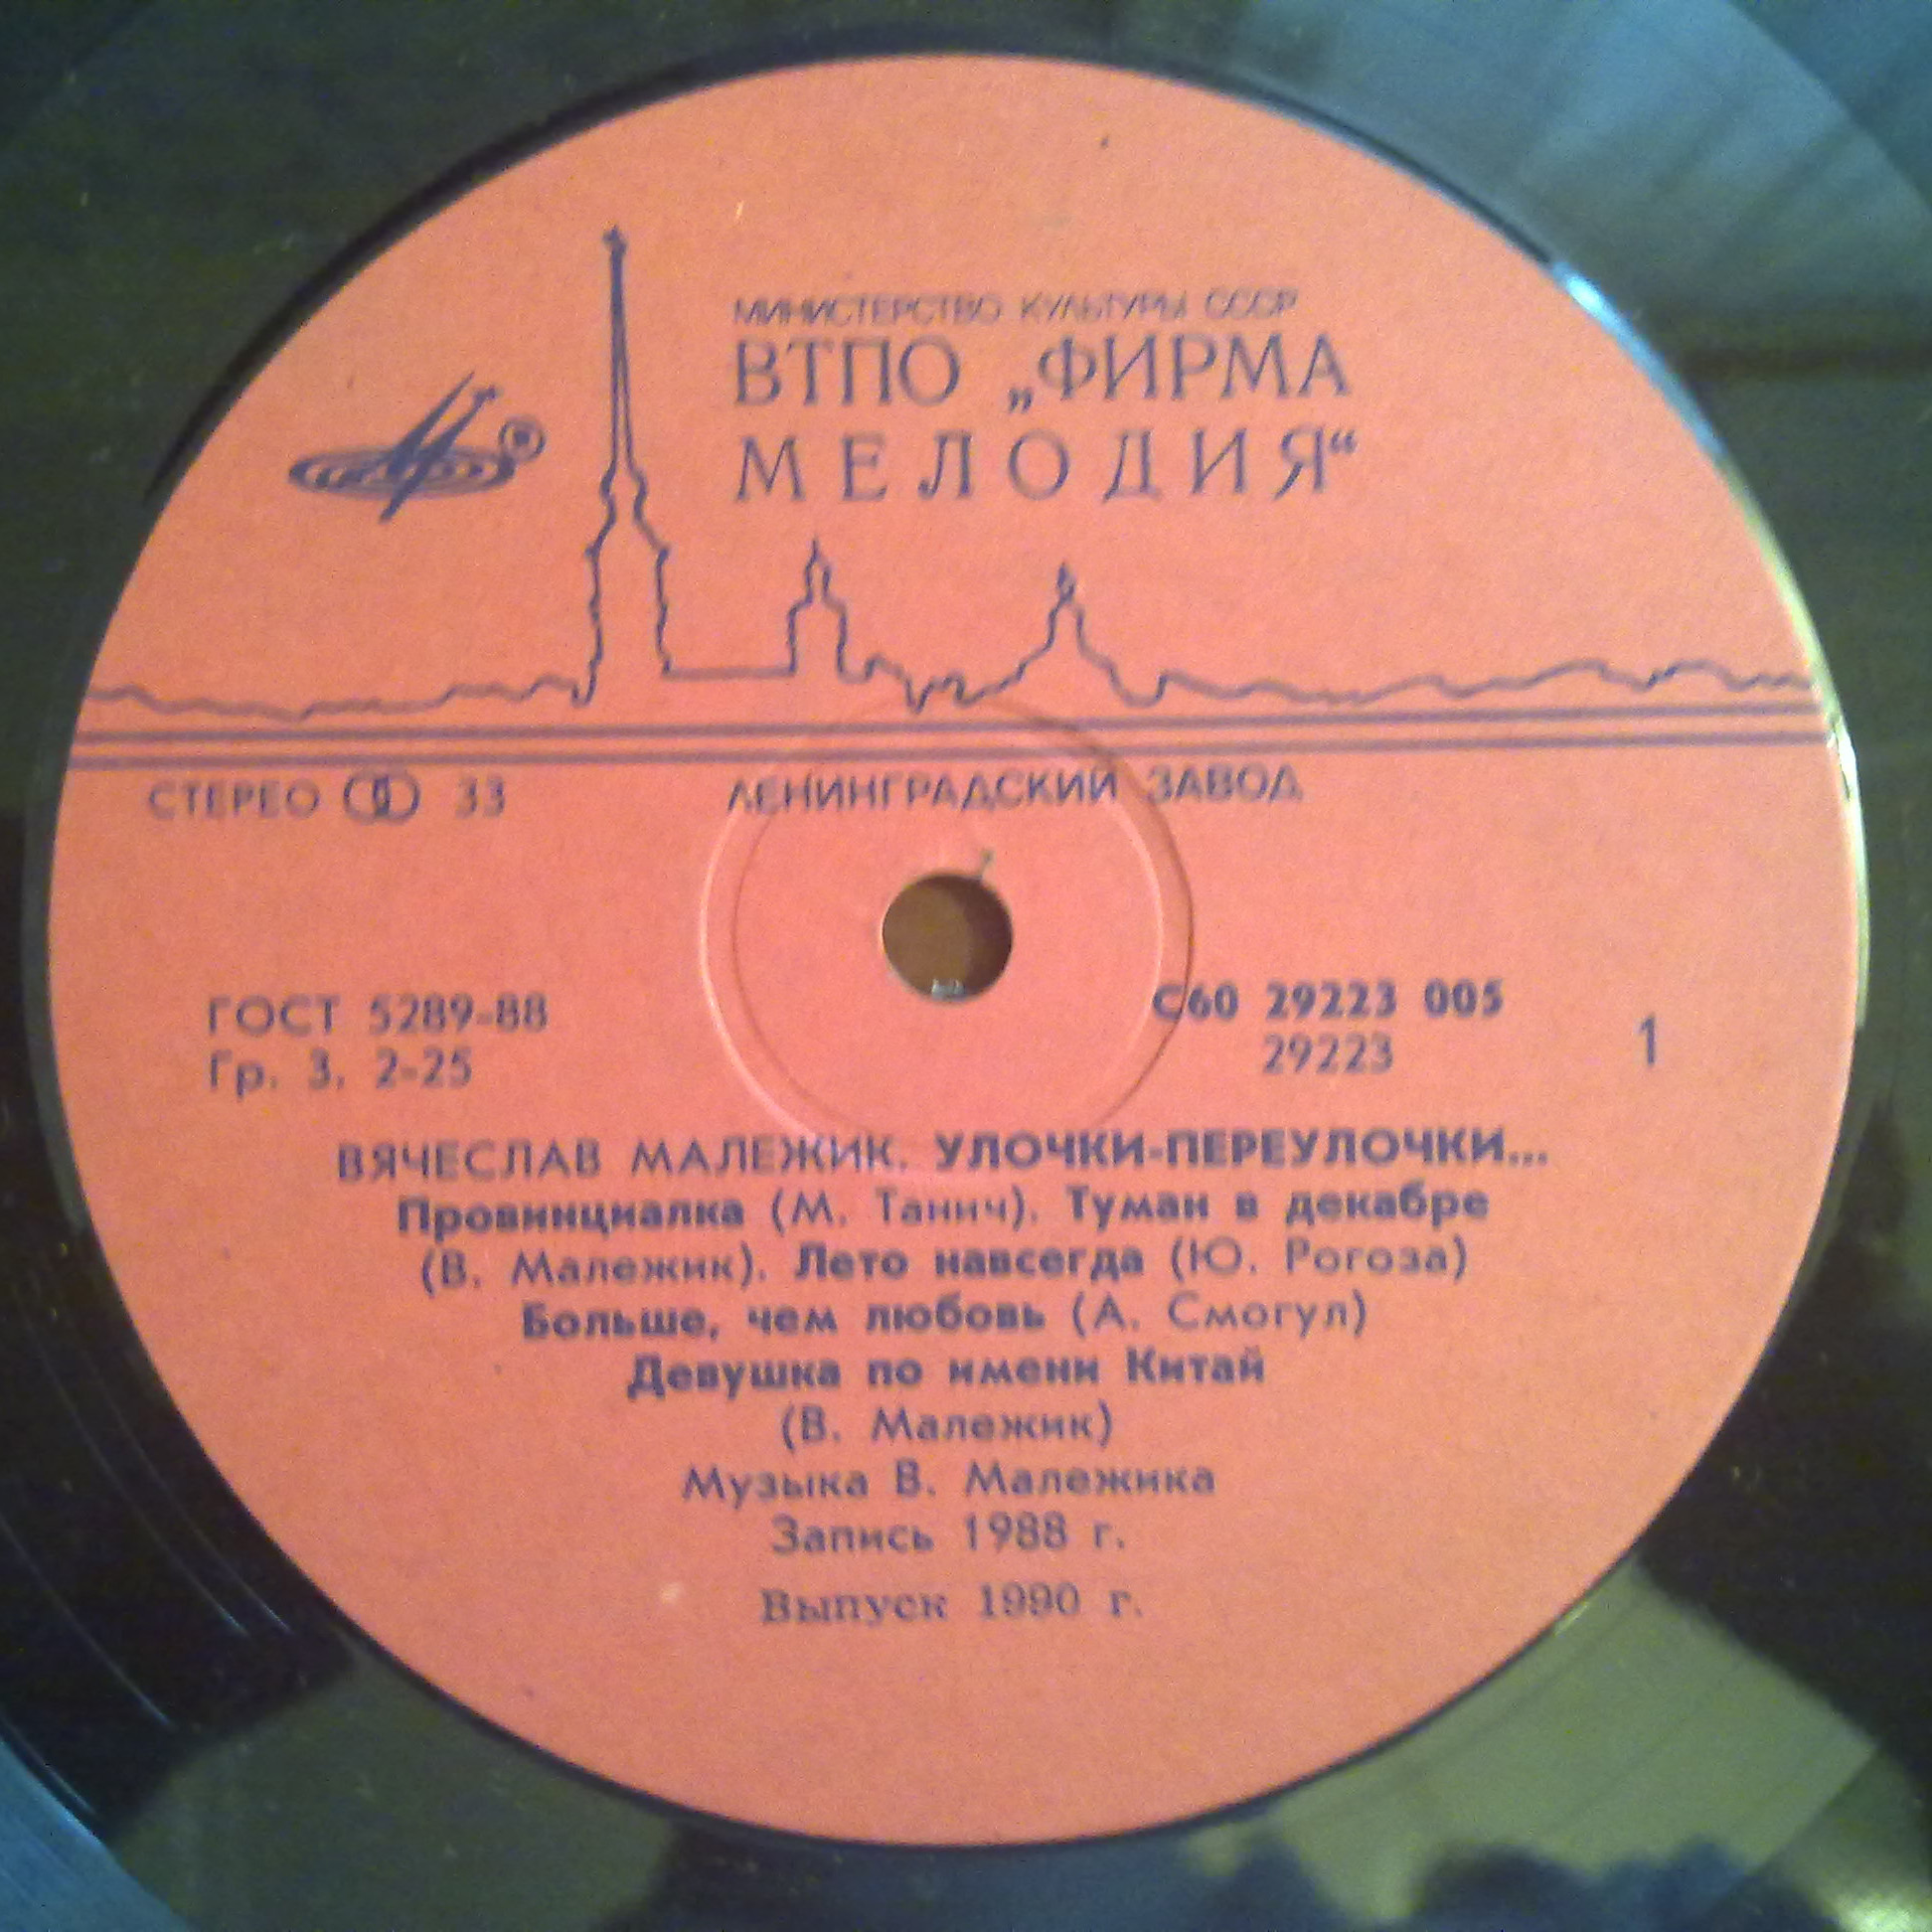 МИНИСТЕРСТВО КУЛЬТУРЫ СССР
ВТПО „ФИРМА
МЕЛОДИЯ“
СТЕРЕО 33
ЛЕНИНГРАДСКИЙ ЗАВОД
ГОСТ 5289-88
Гр. 3. 2-25
С60 29223 005
29223
1
ВЯЧЕСЛАВ МАЛЕЖИК. УЛОЧКИ-ПЕРЕУЛОЧКИ...
Провинциалка (М. Танич). Туман в декабре
(В. Малежик). Лето навсегда (Ю. Рогоза)
Больше, чем любовь (А. Смогул)
Девушка по имени Китай
(В. Малежик)
Музыка В. Малежика
Запись 1988 г.
Выпуск 1990 г.